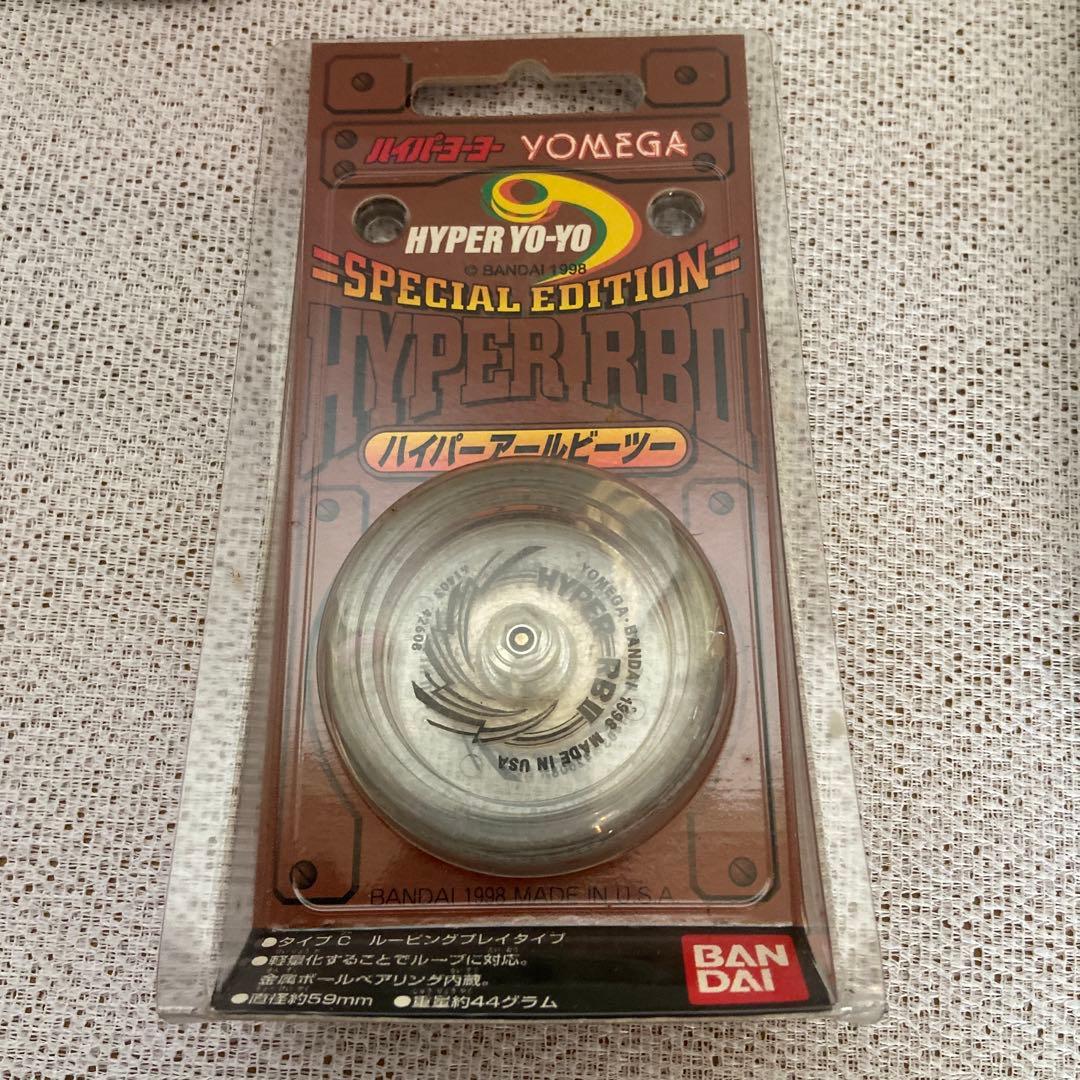 ハイパーヨーヨー YOMEGA
HYPER YO-YO
© BANDAI 1998
SPECIAL EDITION
HYPER RBII
ハイパーアールビーツー
HYPER RBII
YOMEGA・BANDAI 1998 MADE IN USA
BANDAI 1998 MADE IN U.S.A
●タイプC ルーピングプレイタイプ
●軽量化することでループに対応。
金属ボールベアリング内蔵。
●直径約59mm ●重量約44グラム
BAN
DAI